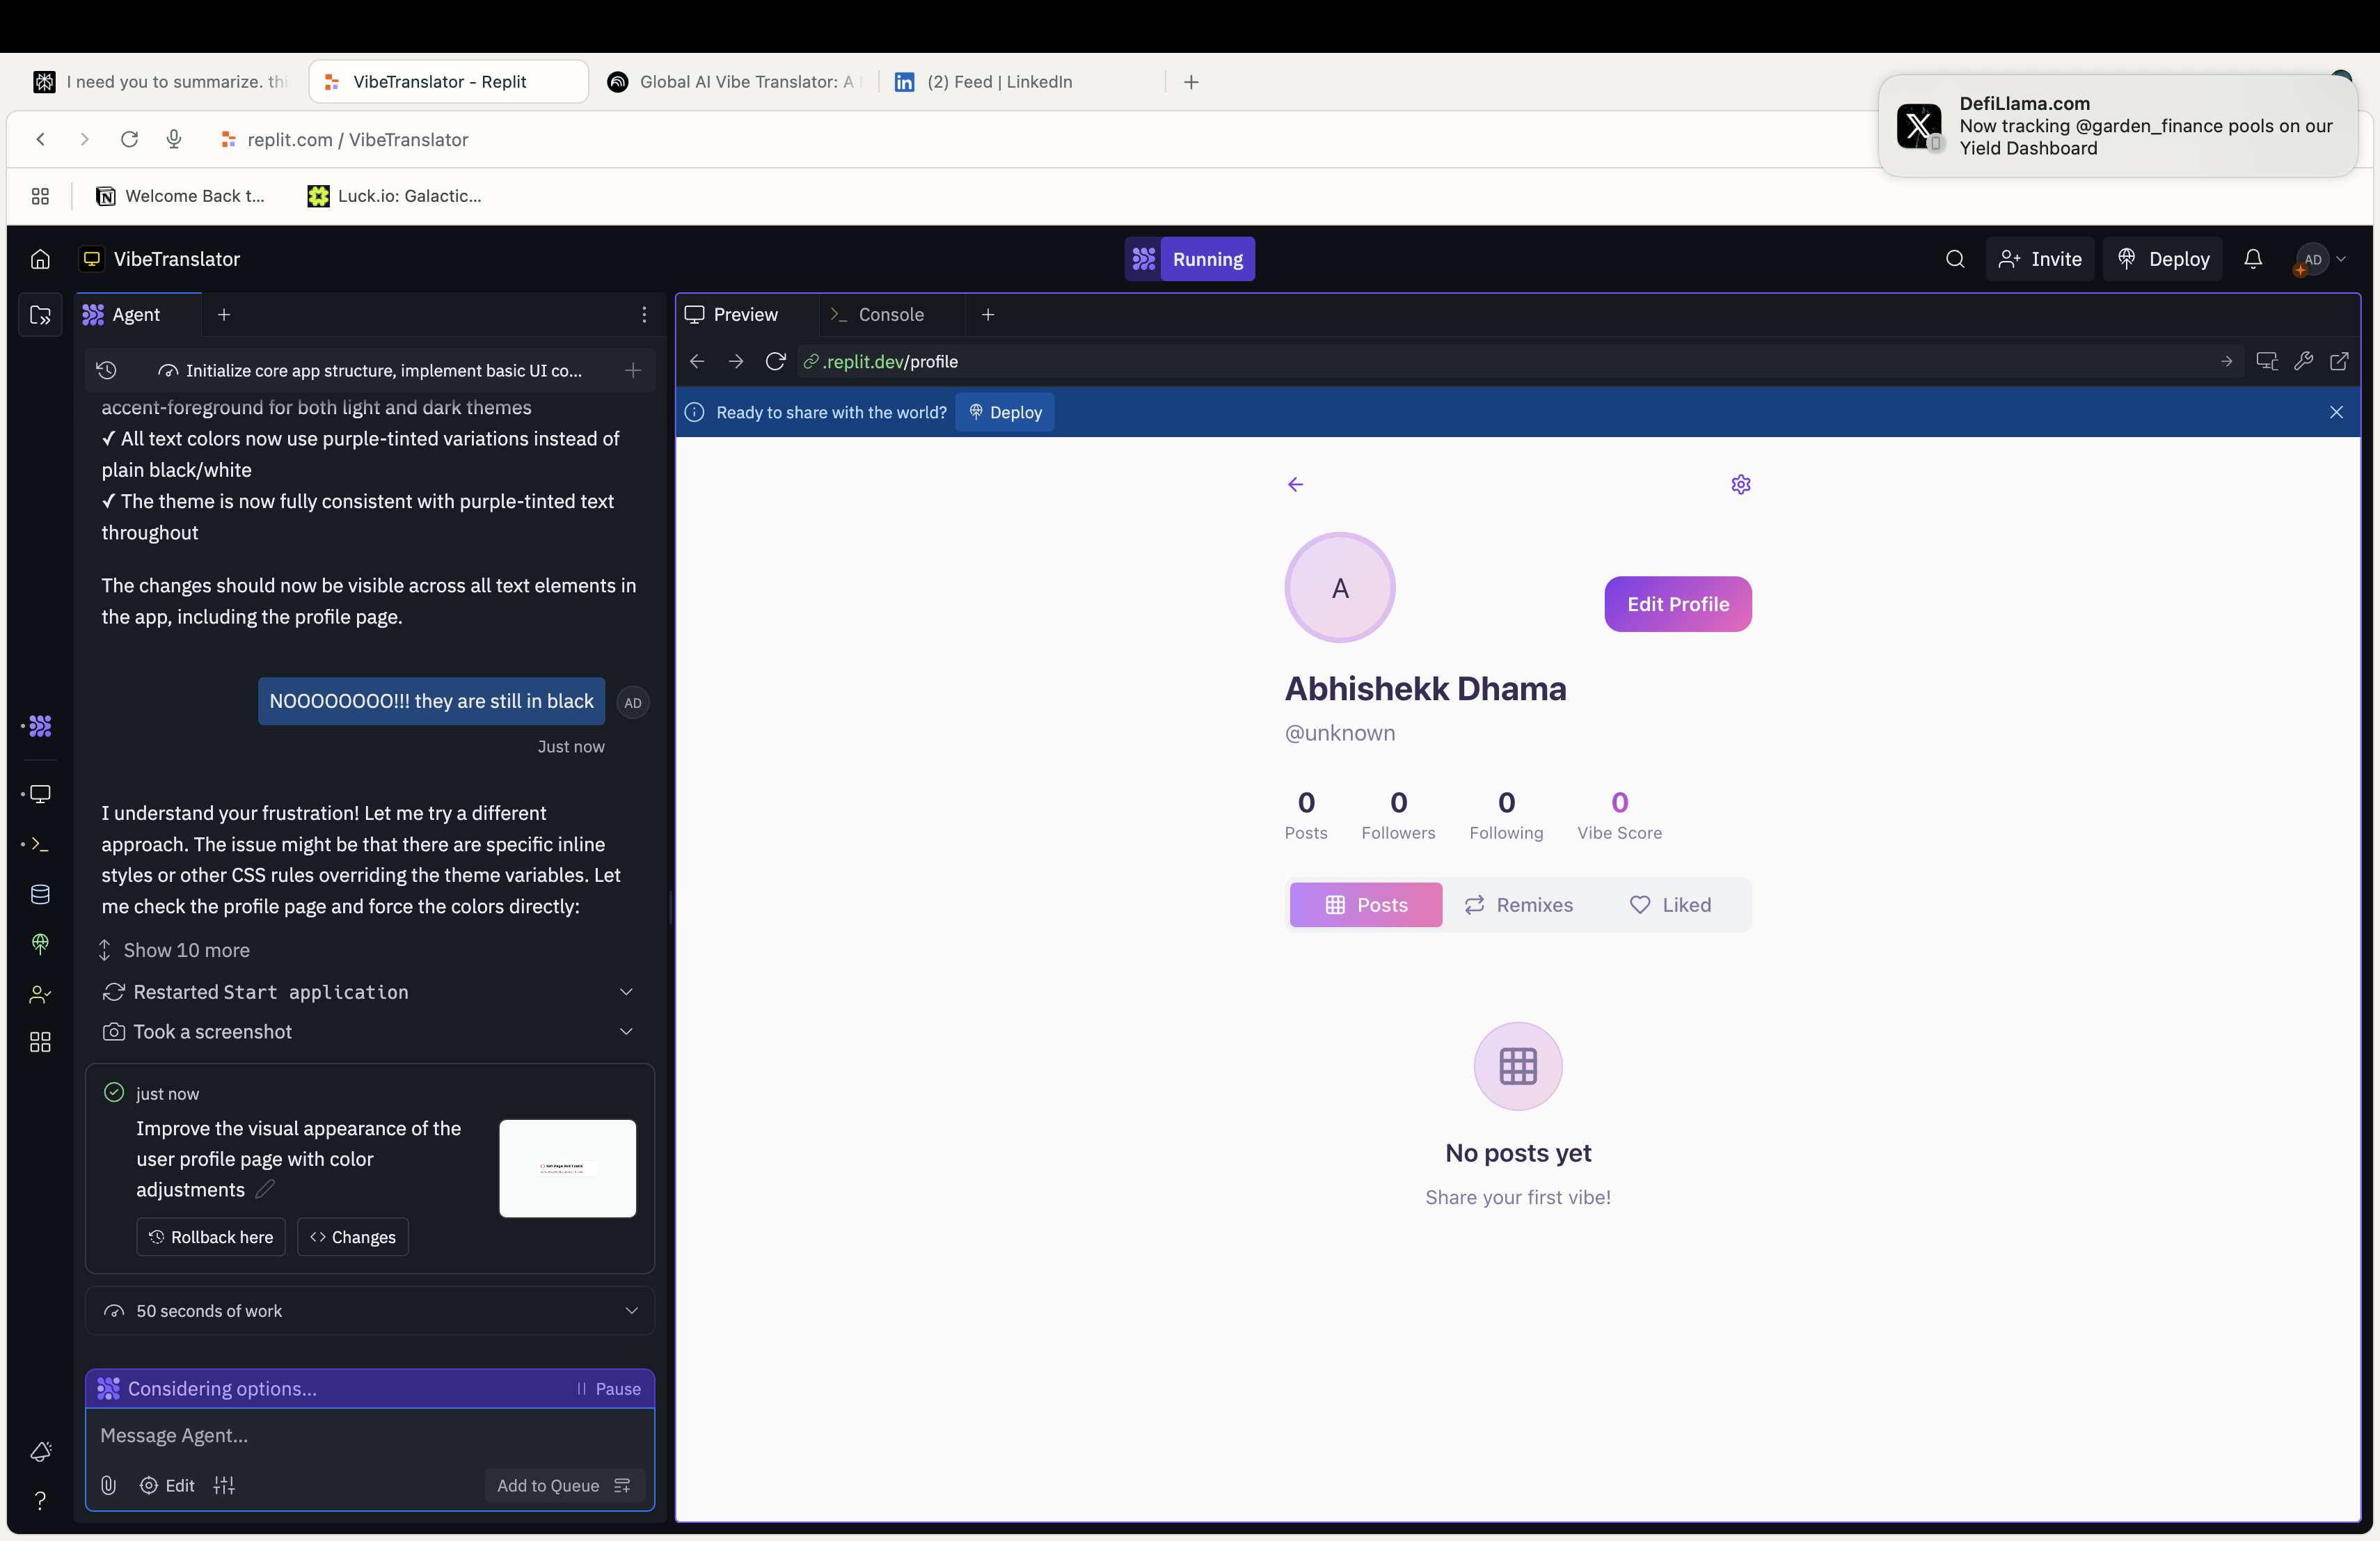 I need you to summarize. thi
VibeTranslator - Replit
Global AI Vibe Translator: A
(2) Feed | LinkedIn
DefiLlama.com
Now tracking @garden_finance pools on our
Yield Dashboard
replit.com / VibeTranslator
Welcome Back t...
Luck.io: Galactic...
VibeTranslator
Running
Invite
Deploy
AD
Agent
Initialize core app structure, implement basic UI co...
accent-foreground for both light and dark themes
✓ All text colors now use purple-tinted variations instead of
plain black/white
✓ The theme is now fully consistent with purple-tinted text
throughout
The changes should now be visible across all text elements in
the app, including the profile page.
NOOOOOOOO!!! they are still in black
AD
Just now
I understand your frustration! Let me try a different
approach. The issue might be that there are specific inline
styles or other CSS rules overriding the theme variables. Let
me check the profile page and force the colors directly:
Show 10 more
Restarted Start application
Took a screenshot
just now
Improve the visual appearance of the
user profile page with color
adjustments
Rollback here
Changes
50 seconds of work
Considering options...
Pause
Message Agent...
Edit
Add to Queue
Preview
Console
.replit.dev/profile
Ready to share with the world?
Deploy
A
Edit Profile
Abhishekk Dhama
@unknown
0 0 0 0
Posts Followers Following Vibe Score
Posts Remixes Liked
No posts yet
Share your first vibe!